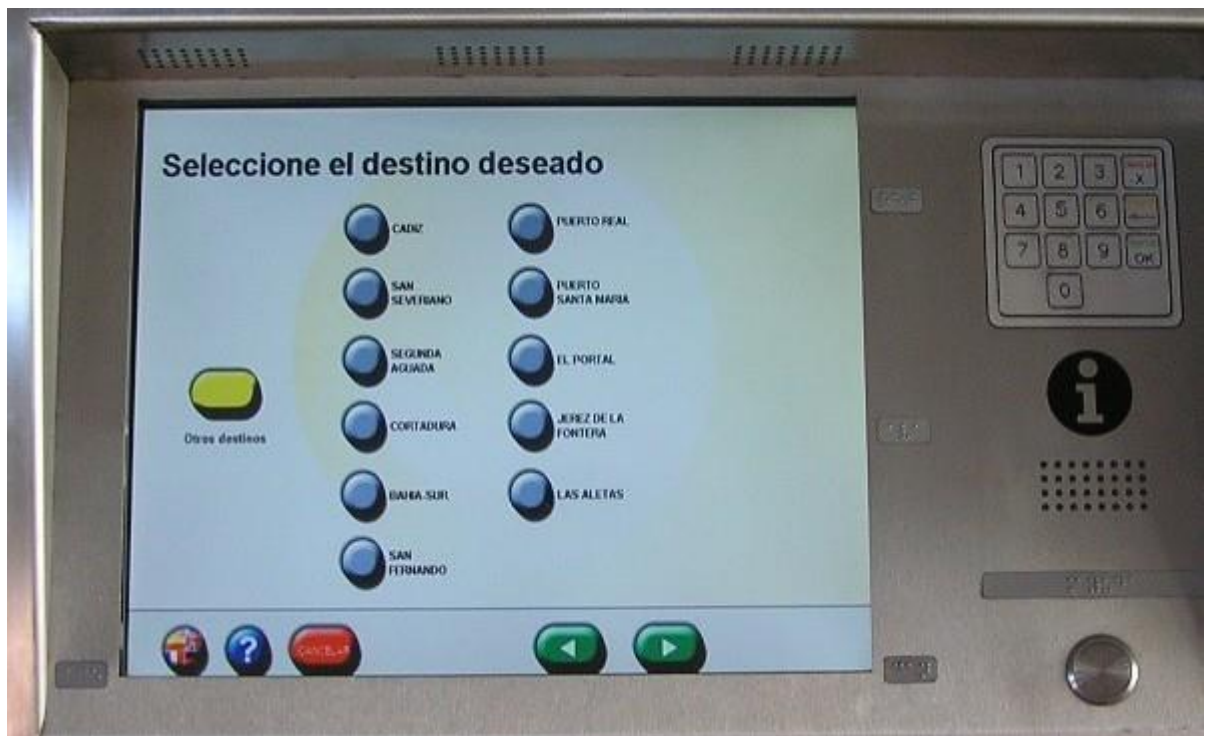 Seleccione el destino deseado
CADIZ
PUERTO REAL
SAN
SEVERIANO
PUERTO
SANTA MARIA
SEGUNDA
AGUADA
EL PORTAL
Otros destinos
CORTADURA
JEREZ DE LA
FONTERA
BAHIA-SUR
LAS ALETAS
SAN
FERNANDO
?
CANCELAR
1 2 3 X
4 5 6
7 8 9 OK
0
i